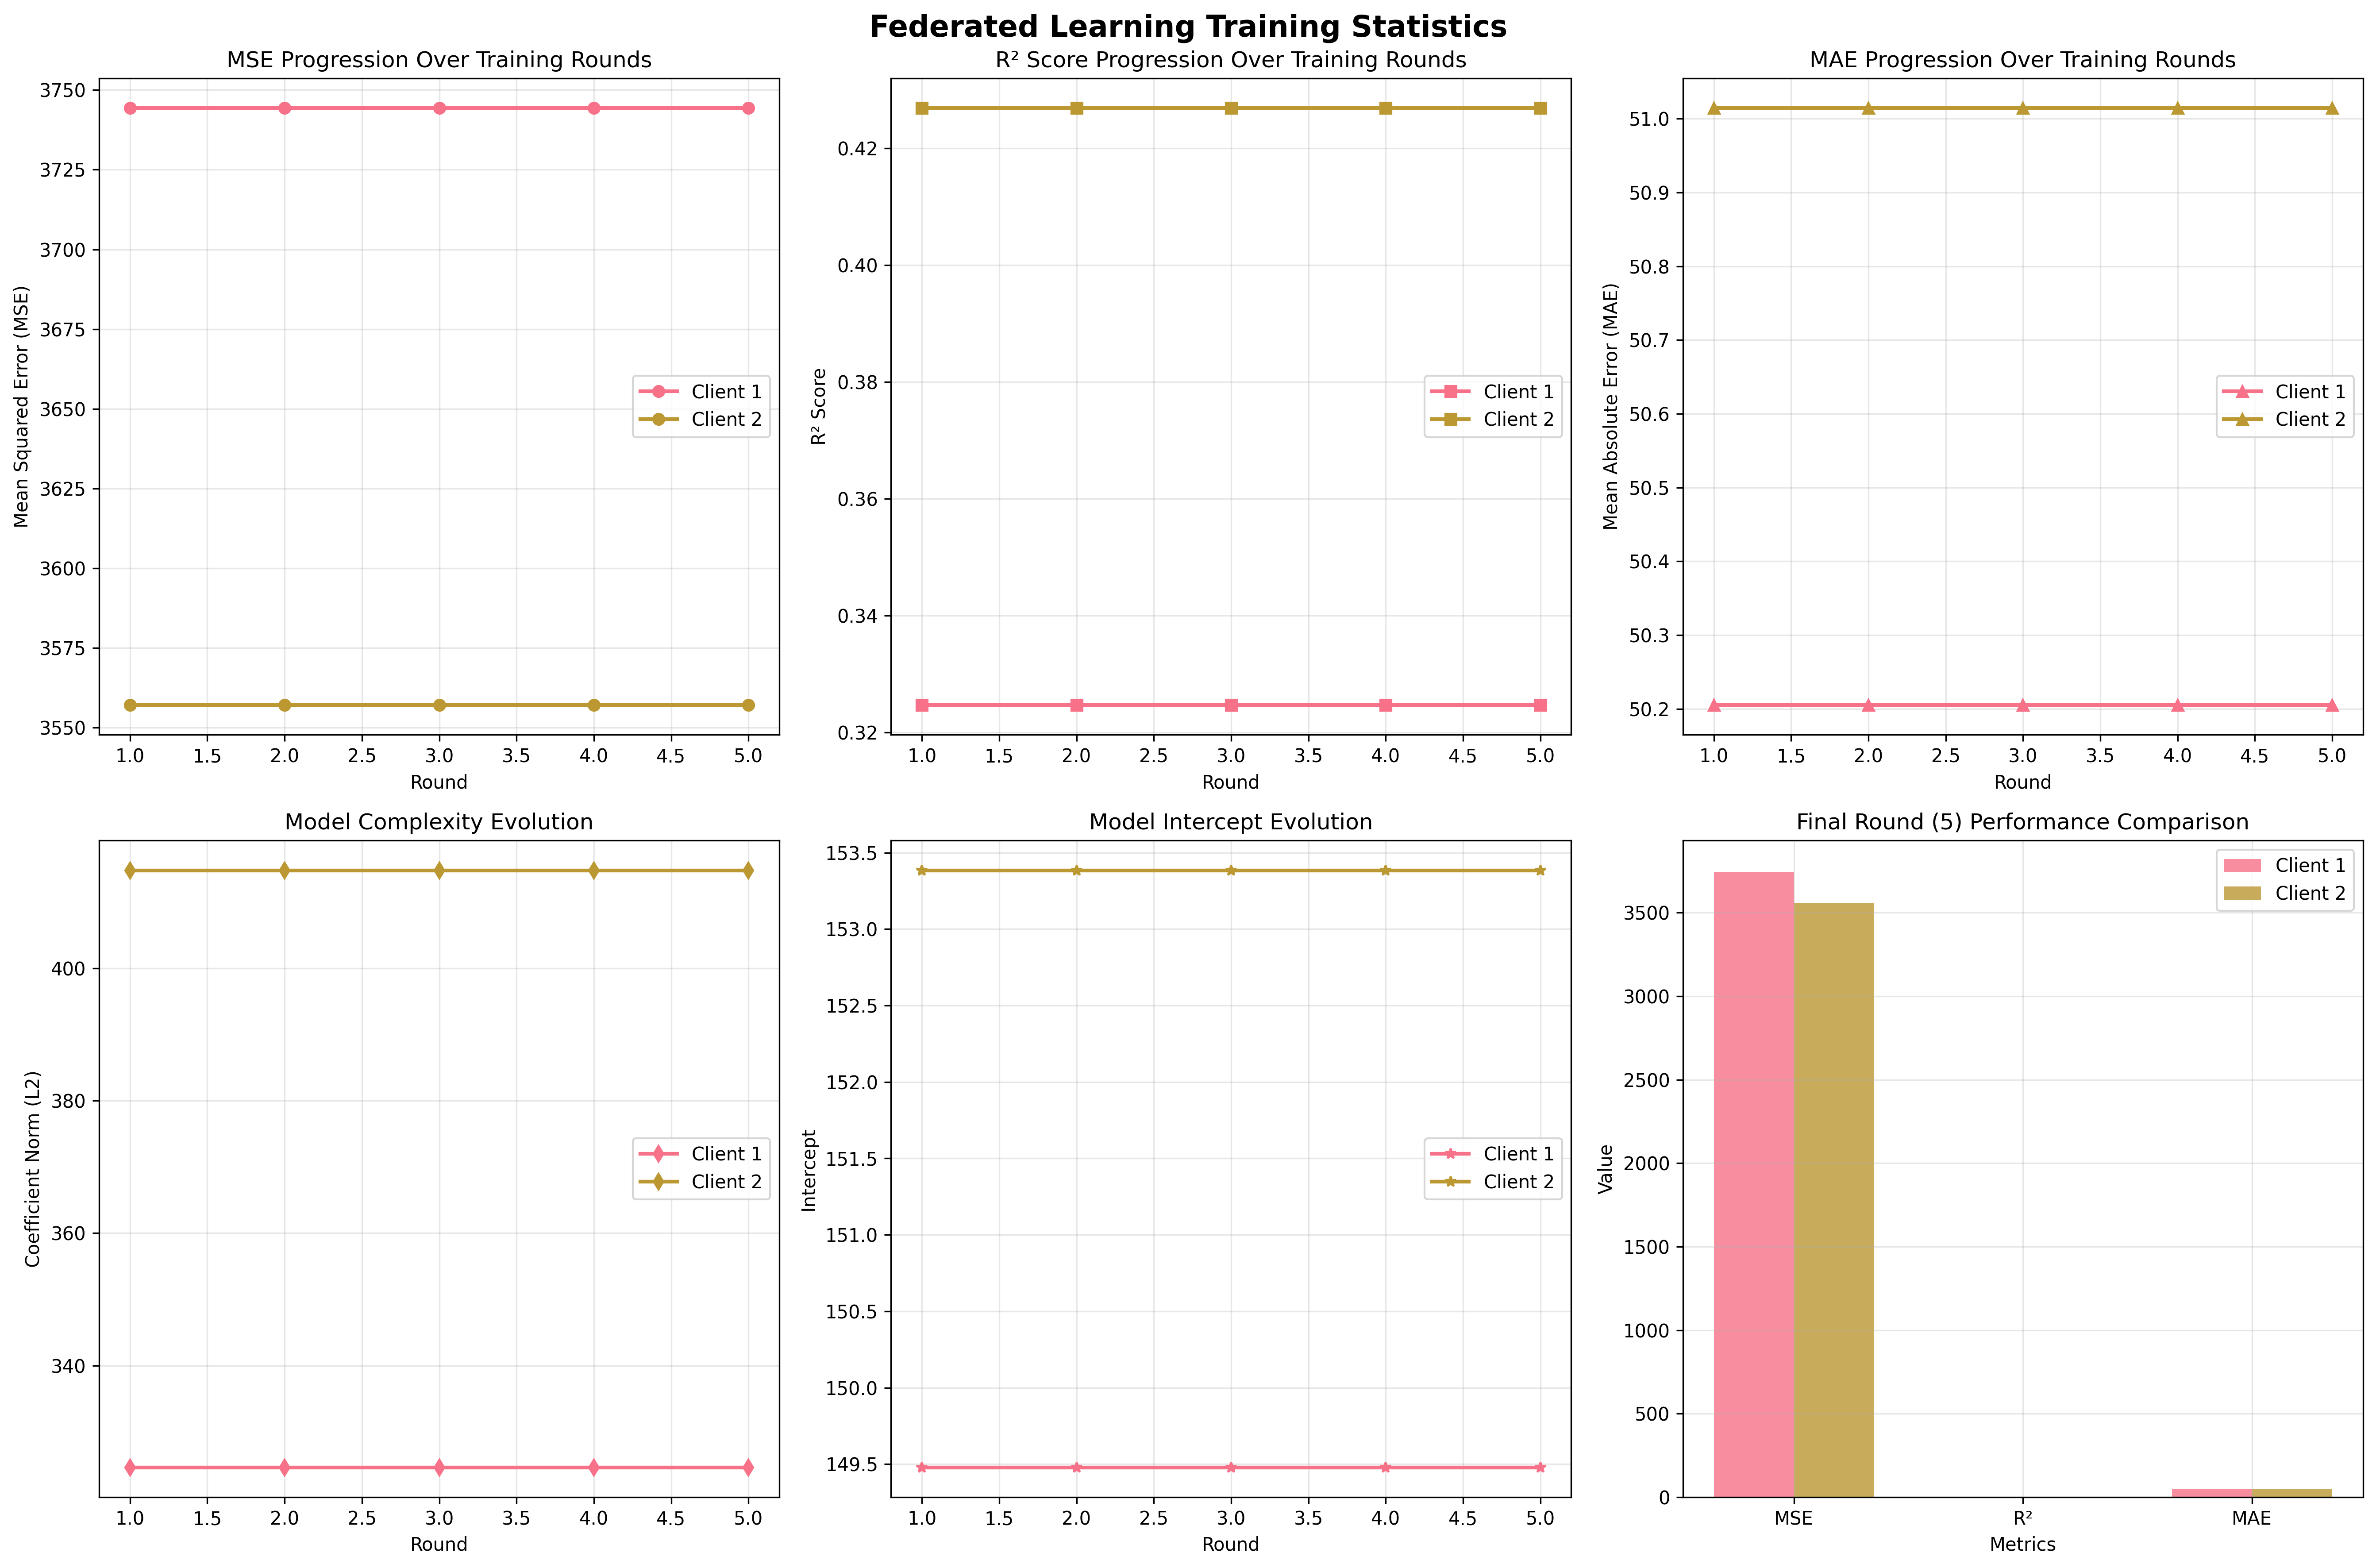 Federated Learning Training Statistics
MSE Progression Over Training Rounds
Mean Squared Error (MSE)
3750
3725
3700
3675
3650
3625
3600
3575
3550
Client 1
Client 2
1.0 1.5 2.0 2.5 3.0 3.5 4.0 4.5 5.0
Round
R² Score Progression Over Training Rounds
R² Score
0.42
0.40
0.38
0.36
0.34
0.32
Client 1
Client 2
1.0 1.5 2.0 2.5 3.0 3.5 4.0 4.5 5.0
Round
MAE Progression Over Training Rounds
Mean Absolute Error (MAE)
51.0
50.9
50.8
50.7
50.6
50.5
50.4
50.3
50.2
Client 1
Client 2
1.0 1.5 2.0 2.5 3.0 3.5 4.0 4.5 5.0
Round
Model Complexity Evolution
Coefficient Norm (L2)
400
380
360
340
Client 1
Client 2
1.0 1.5 2.0 2.5 3.0 3.5 4.0 4.5 5.0
Round
Model Intercept Evolution
Intercept
153.5
153.0
152.5
152.0
151.5
151.0
150.5
150.0
149.5
Client 1
Client 2
1.0 1.5 2.0 2.5 3.0 3.5 4.0 4.5 5.0
Round
Final Round (5) Performance Comparison
Value
Client 1
Client 2
3500
3000
2500
2000
1500
1000
500
0
MSE R² MAE
Metrics